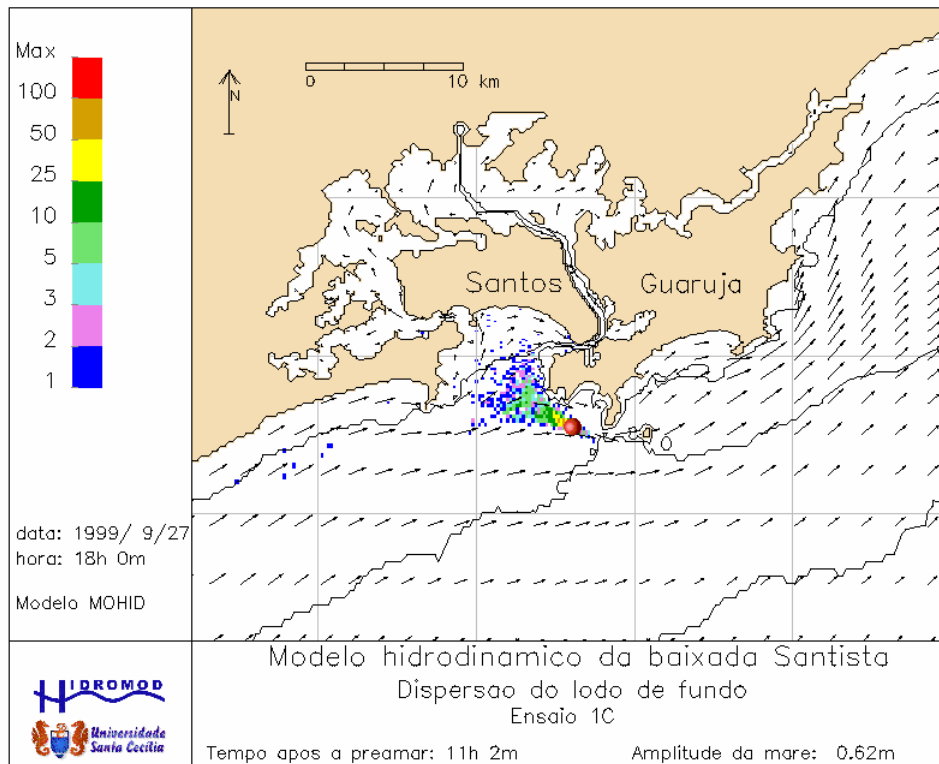 Max
100
50
25
10
5
3
2
1
N
0 10
km
Santos
Guaruja
data: 1999/ 9/27
hora: 18h 0m
Modelo MOHID
HIDROMOD
Universidade
Santa Cecília
Modelo hidrodinamico da baixada Santista
Dispersao do lodo de fundo
Ensaio 1C
Tempo apos a preamar: 11h 2m Amplitude da mare: 0.62m